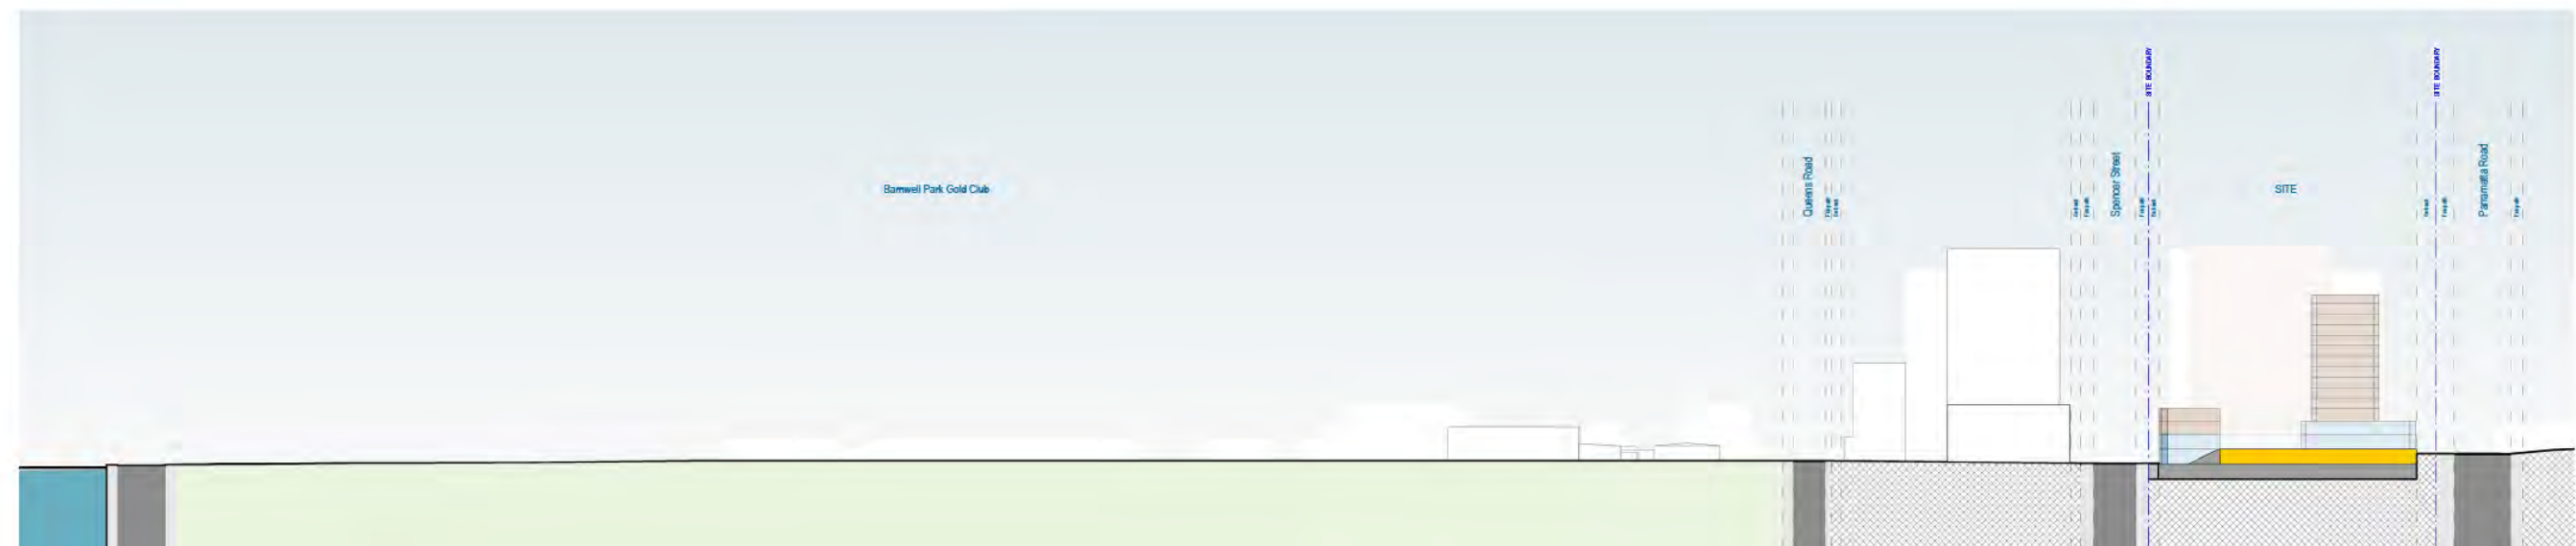 SITE BOUNDARY
SITE BOUNDARY
Barnwell Park Gold Club
Queens Road
Spencer Street
SITE
Parramatta Road